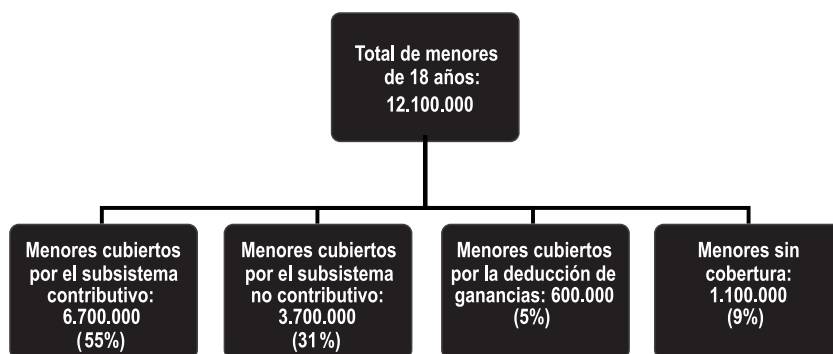 Total de menores
de 18 años:
12.100.000
Menores cubiertos
por el subsistema
contributivo:
6.700.000
(55%)
Menores cubiertos
por el subsistema
no contributivo:
3.700.000
(31%)
Menores cubiertos
por la deducción de
ganancias: 600.000
(5%)
Menores sin
cobertura:
1.100.000
(9%)